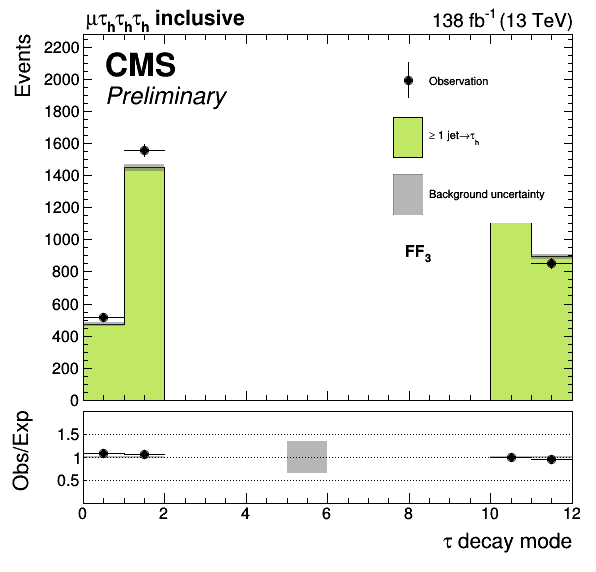 μτₕτₕτₕ inclusive
138 fb⁻¹ (13 TeV)
Events
2200
2000
1800
1600
1400
1200
1000
800
600
400
200
0
CMS
Preliminary
Observation
≥ 1 jet→τₕ
Background uncertainty
FF₃
Obs/Exp
1.5
1
0.5
0 2 4 6 8 10 12
τ decay mode